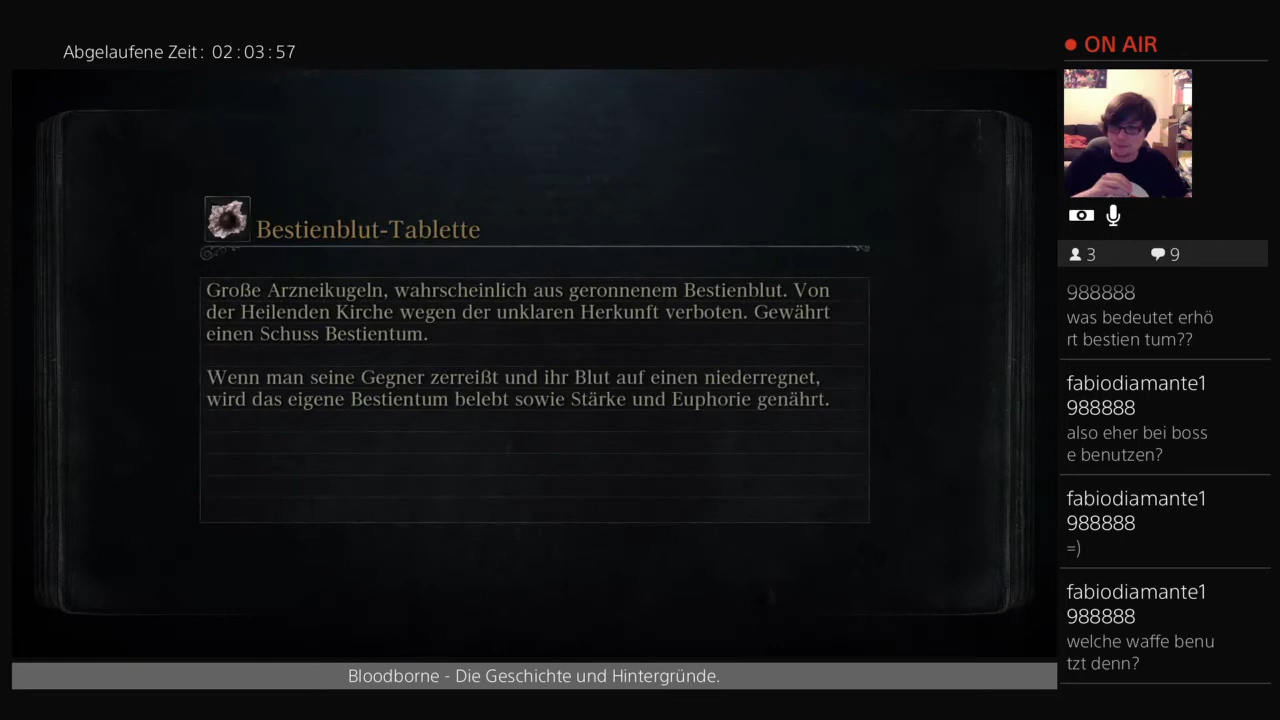 Abgelaufene Zeit: 02:03:57
ON AIR
Bestienblut-Tablette
Große Arzneikugeln, wahrscheinlich aus geronnenem Bestienblut. Von
der Heilenden Kirche wegen der unklaren Herkunft verboten. Gewährt
einen Schuss Bestientum.
Wenn man seine Gegner zerreißt und ihr Blut auf einen niederregnet,
wird das eigene Bestientum belebt sowie Stärke und Euphorie genährt.
Bloodborne - Die Geschichte und Hintergründe.
3
9
988888
was bedeutet erhö
rt bestien tum??
fabiodiamante1
988888
also eher bei boss
e benutzen?
fabiodiamante1
988888
=)
fabiodiamante1
988888
welche waffe benu
tzt denn?